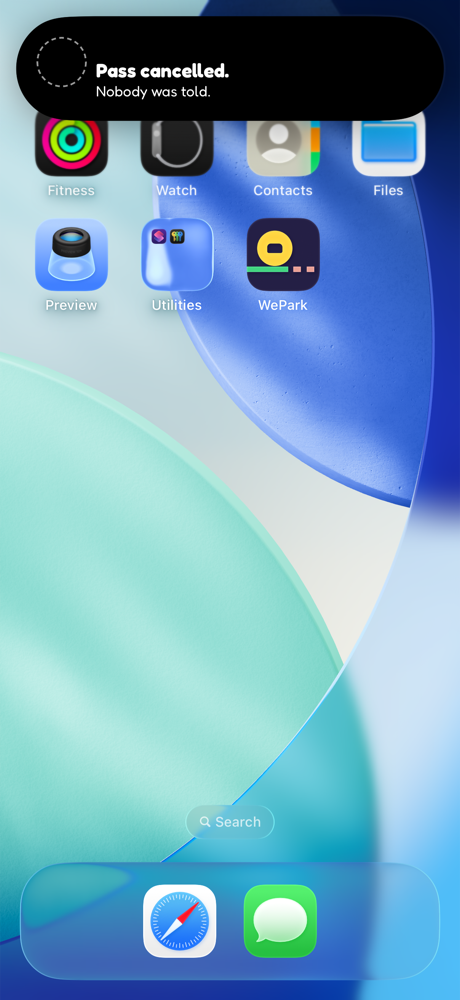 Pass cancelled.
Nobody was told.
Fitness
Watch
Contacts
Files
Preview
Utilities
WePark
Search